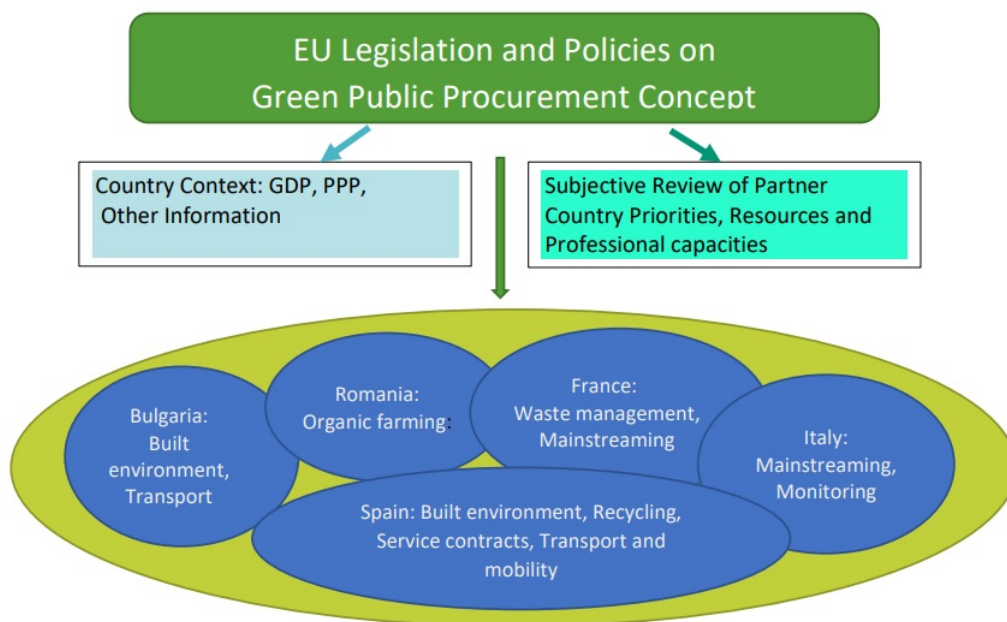 EU Legislation and Policies on
Green Public Procurement Concept
Country Context: GDP, PPP,
Other Information
Subjective Review of Partner
Country Priorities, Resources and
Professional capacities
Bulgaria:
Built
environment,
Transport
Romania:
Organic farming:
France:
Waste management,
Mainstreaming
Italy:
Mainstreaming,
Monitoring
Spain: Built environment, Recycling,
Service contracts, Transport and
mobility